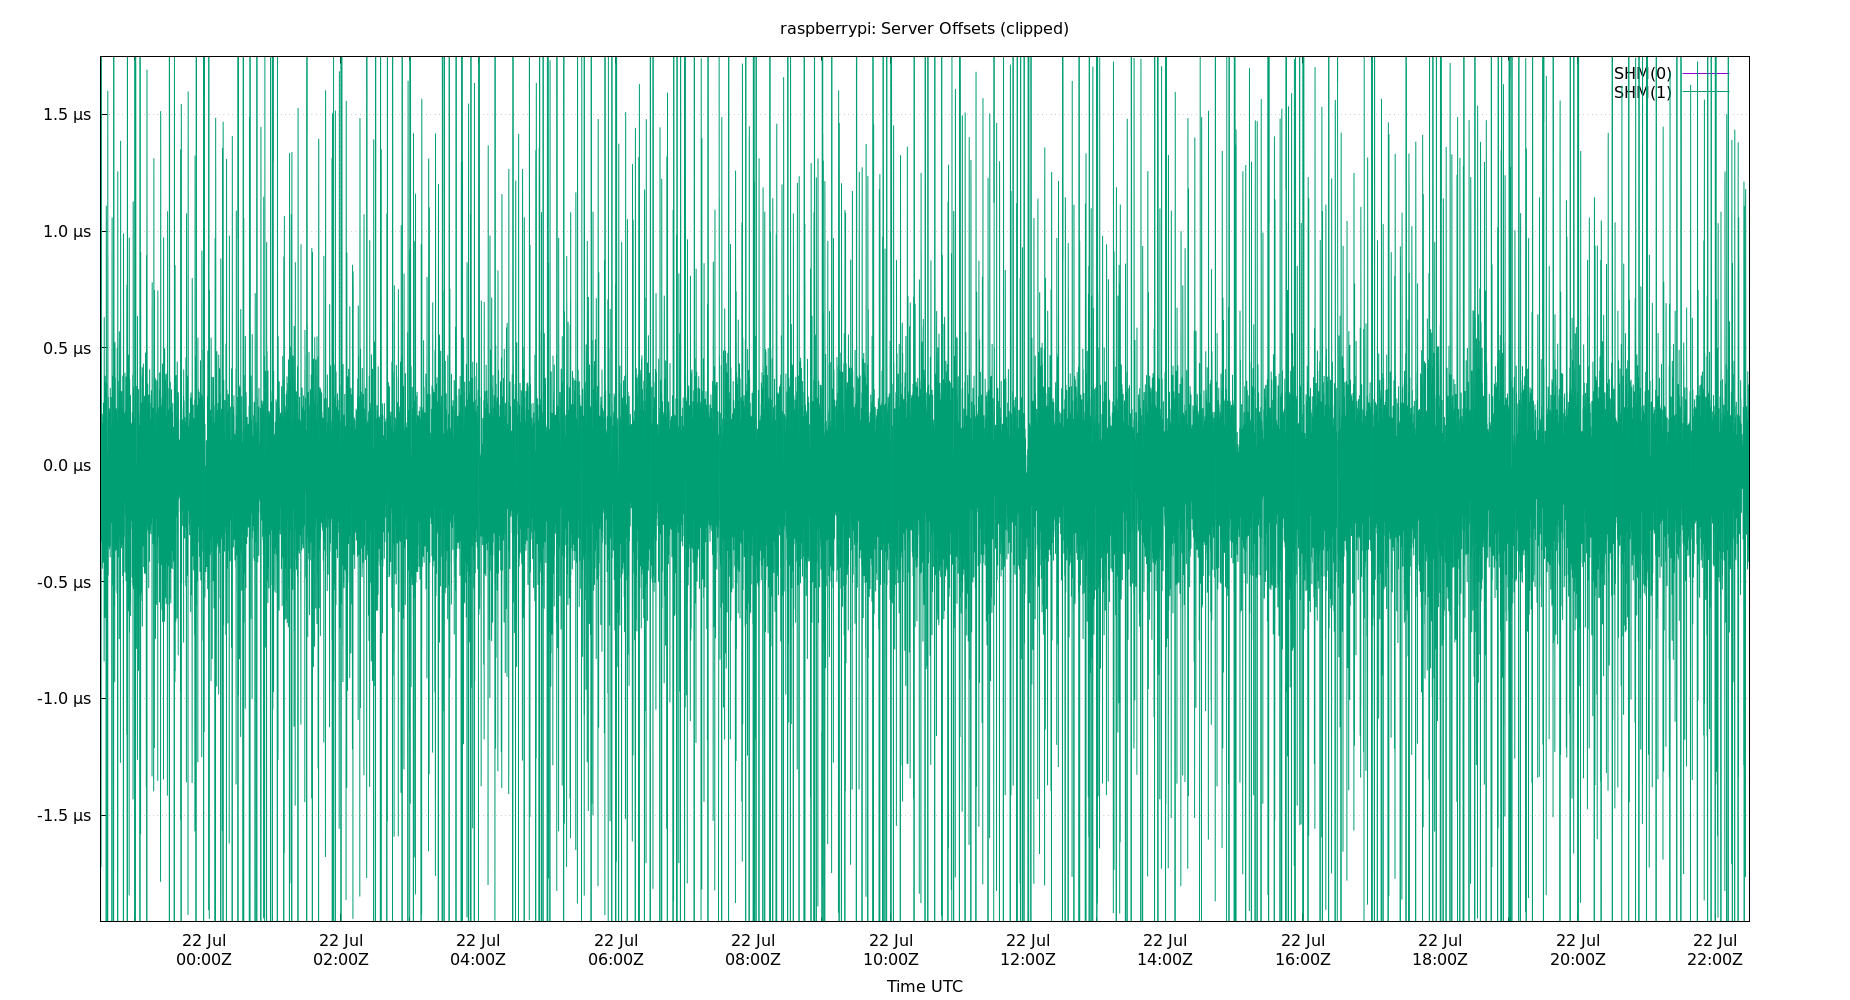 raspberrypi: Server Offsets (clipped)
SHM(0)
SHM(1)
1.5 µs
1.0 µs
0.5 µs
0.0 µs
-0.5 µs
-1.0 µs
-1.5 µs
22 Jul 22 Jul 22 Jul 22 Jul 22 Jul 22 Jul 22 Jul 22 Jul 22 Jul 22 Jul 22 Jul 22 Jul
00:00Z 02:00Z 04:00Z 06:00Z 08:00Z 10:00Z 12:00Z 14:00Z 16:00Z 18:00Z 20:00Z 22:00Z
Time UTC